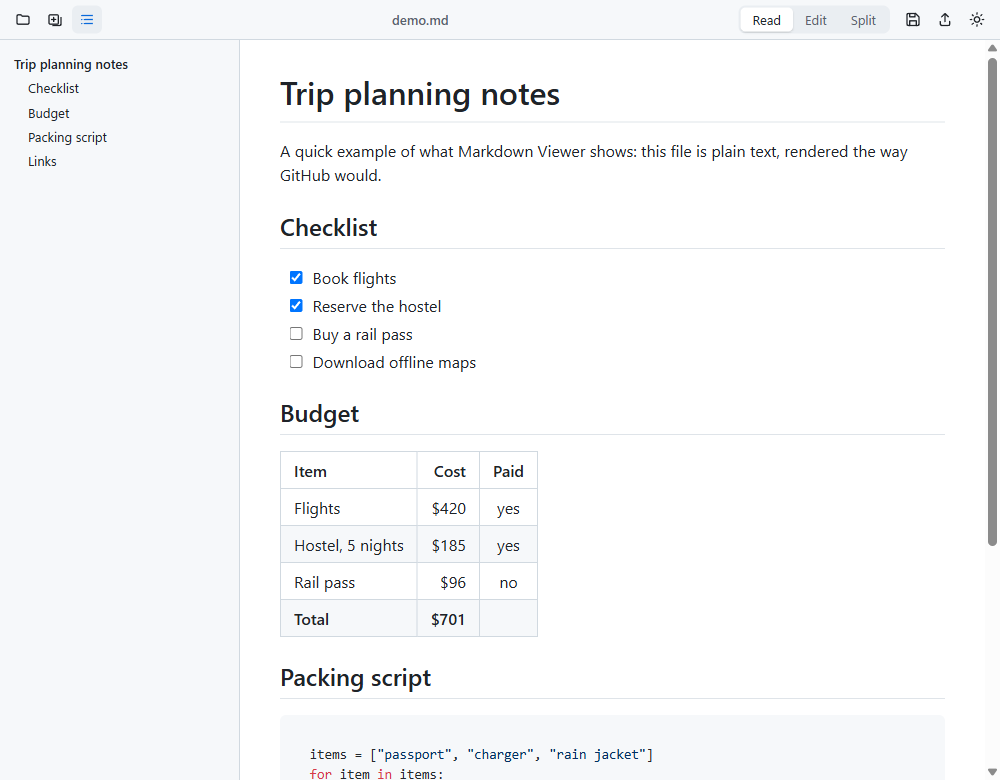 demo.md
Read Edit Split
Trip planning notes
Checklist
Budget
Packing script
Links
Trip planning notes
A quick example of what Markdown Viewer shows: this file is plain text, rendered the way
GitHub would.
Checklist
Book flights
Reserve the hostel
Buy a rail pass
Download offline maps
Budget
Item Cost Paid
Flights $420 yes
Hostel, 5 nights $185 yes
Rail pass $96 no
Total $701
Packing script
items = ["passport", "charger", "rain jacket"]
for item in items: